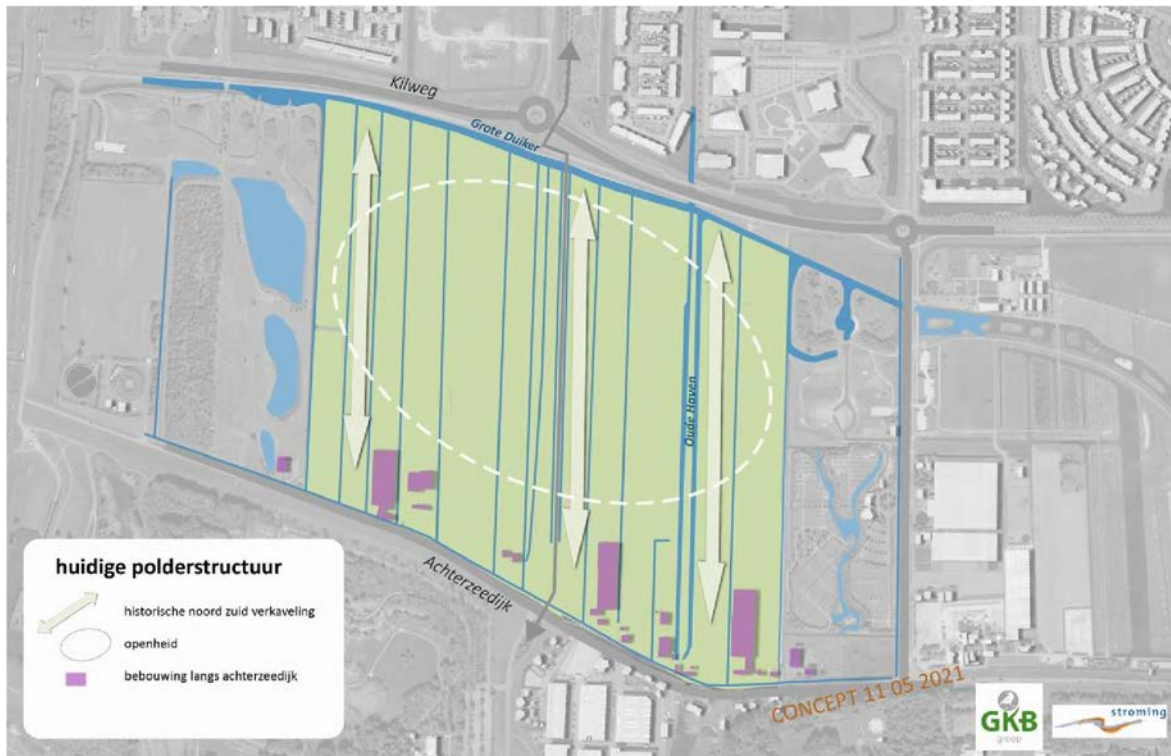 Kilweg
Grote Duiker
Oude Haven
Achterzeedijk
huidige polderstructuur
historische noord zuid verkaveling
openheid
bebouwing langs achterzeedijk
CONCEPT 11 05 2021
GKB
groep
stroming